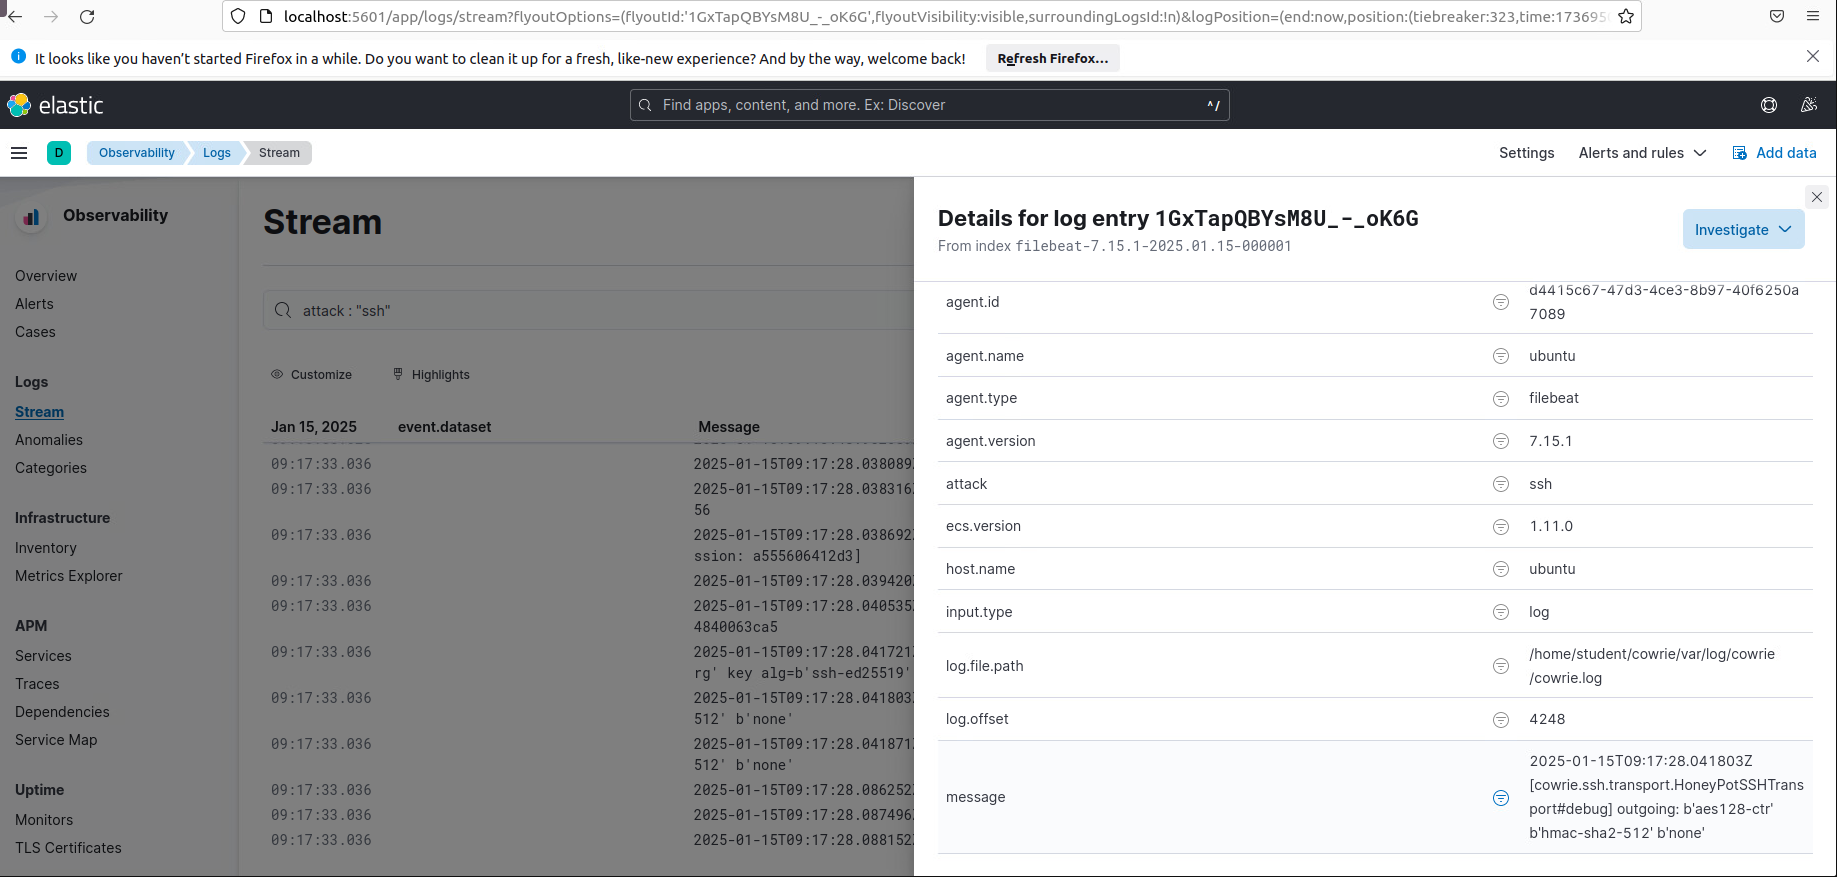 localhost:5601/app/logs/stream?flyoutOptions=(flyoutId:'1GxTapQBYsM8U_-_oK6G',flyoutVisibility:visible,surroundingLogsId:!n)&logPosition=(end:now,position:(tiebreaker:323,time:173695
It looks like you haven't started Firefox in a while. Do you want to clean it up for a fresh, like-new experience? And by the way, welcome back! Refresh Firefox...
elastic Find apps, content, and more. Ex: Discover ^/
D Observability Logs Stream Settings Alerts and rules Add data
Observability
Overview
Alerts
Cases
Logs
Stream
Anomalies
Categories
Infrastructure
Inventory
Metrics Explorer
APM
Services
Traces
Dependencies
Service Map
Uptime
Monitors
TLS Certificates
Stream
attack : "ssh"
Customize Highlights
Jan 15, 2025 event.dataset Message
09:17:33.036 2025-01-15T09:17:28.038089
09:17:33.036 2025-01-15T09:17:28.038316
56
09:17:33.036 2025-01-15T09:17:28.038692
ssion: a555606412d3]
09:17:33.036 2025-01-15T09:17:28.039420
09:17:33.036 2025-01-15T09:17:28.040535
4840063ca5
09:17:33.036 2025-01-15T09:17:28.041721
rg' key alg=b'ssh-ed25519'
09:17:33.036 2025-01-15T09:17:28.041803
512' b'none'
09:17:33.036 2025-01-15T09:17:28.041871
512' b'none'
09:17:33.036 2025-01-15T09:17:28.086252
09:17:33.036 2025-01-15T09:17:28.087496
09:17:33.036 2025-01-15T09:17:28.088152
Details for log entry 1GxTapQBYsM8U_-_oK6G
From index filebeat-7.15.1-2025.01.15-000001
Investigate
agent.id d4415c67-47d3-4ce3-8b97-40f6250a
7089
agent.name ubuntu
agent.type filebeat
agent.version 7.15.1
attack ssh
ecs.version 1.11.0
host.name ubuntu
input.type log
log.file.path /home/student/cowrie/var/log/cowrie
/cowrie.log
log.offset 4248
message 2025-01-15T09:17:28.041803Z
[cowrie.ssh.transport.HoneyPotSSHTrans
port#debug] outgoing: b'aes128-ctr'
b'hmac-sha2-512' b'none'